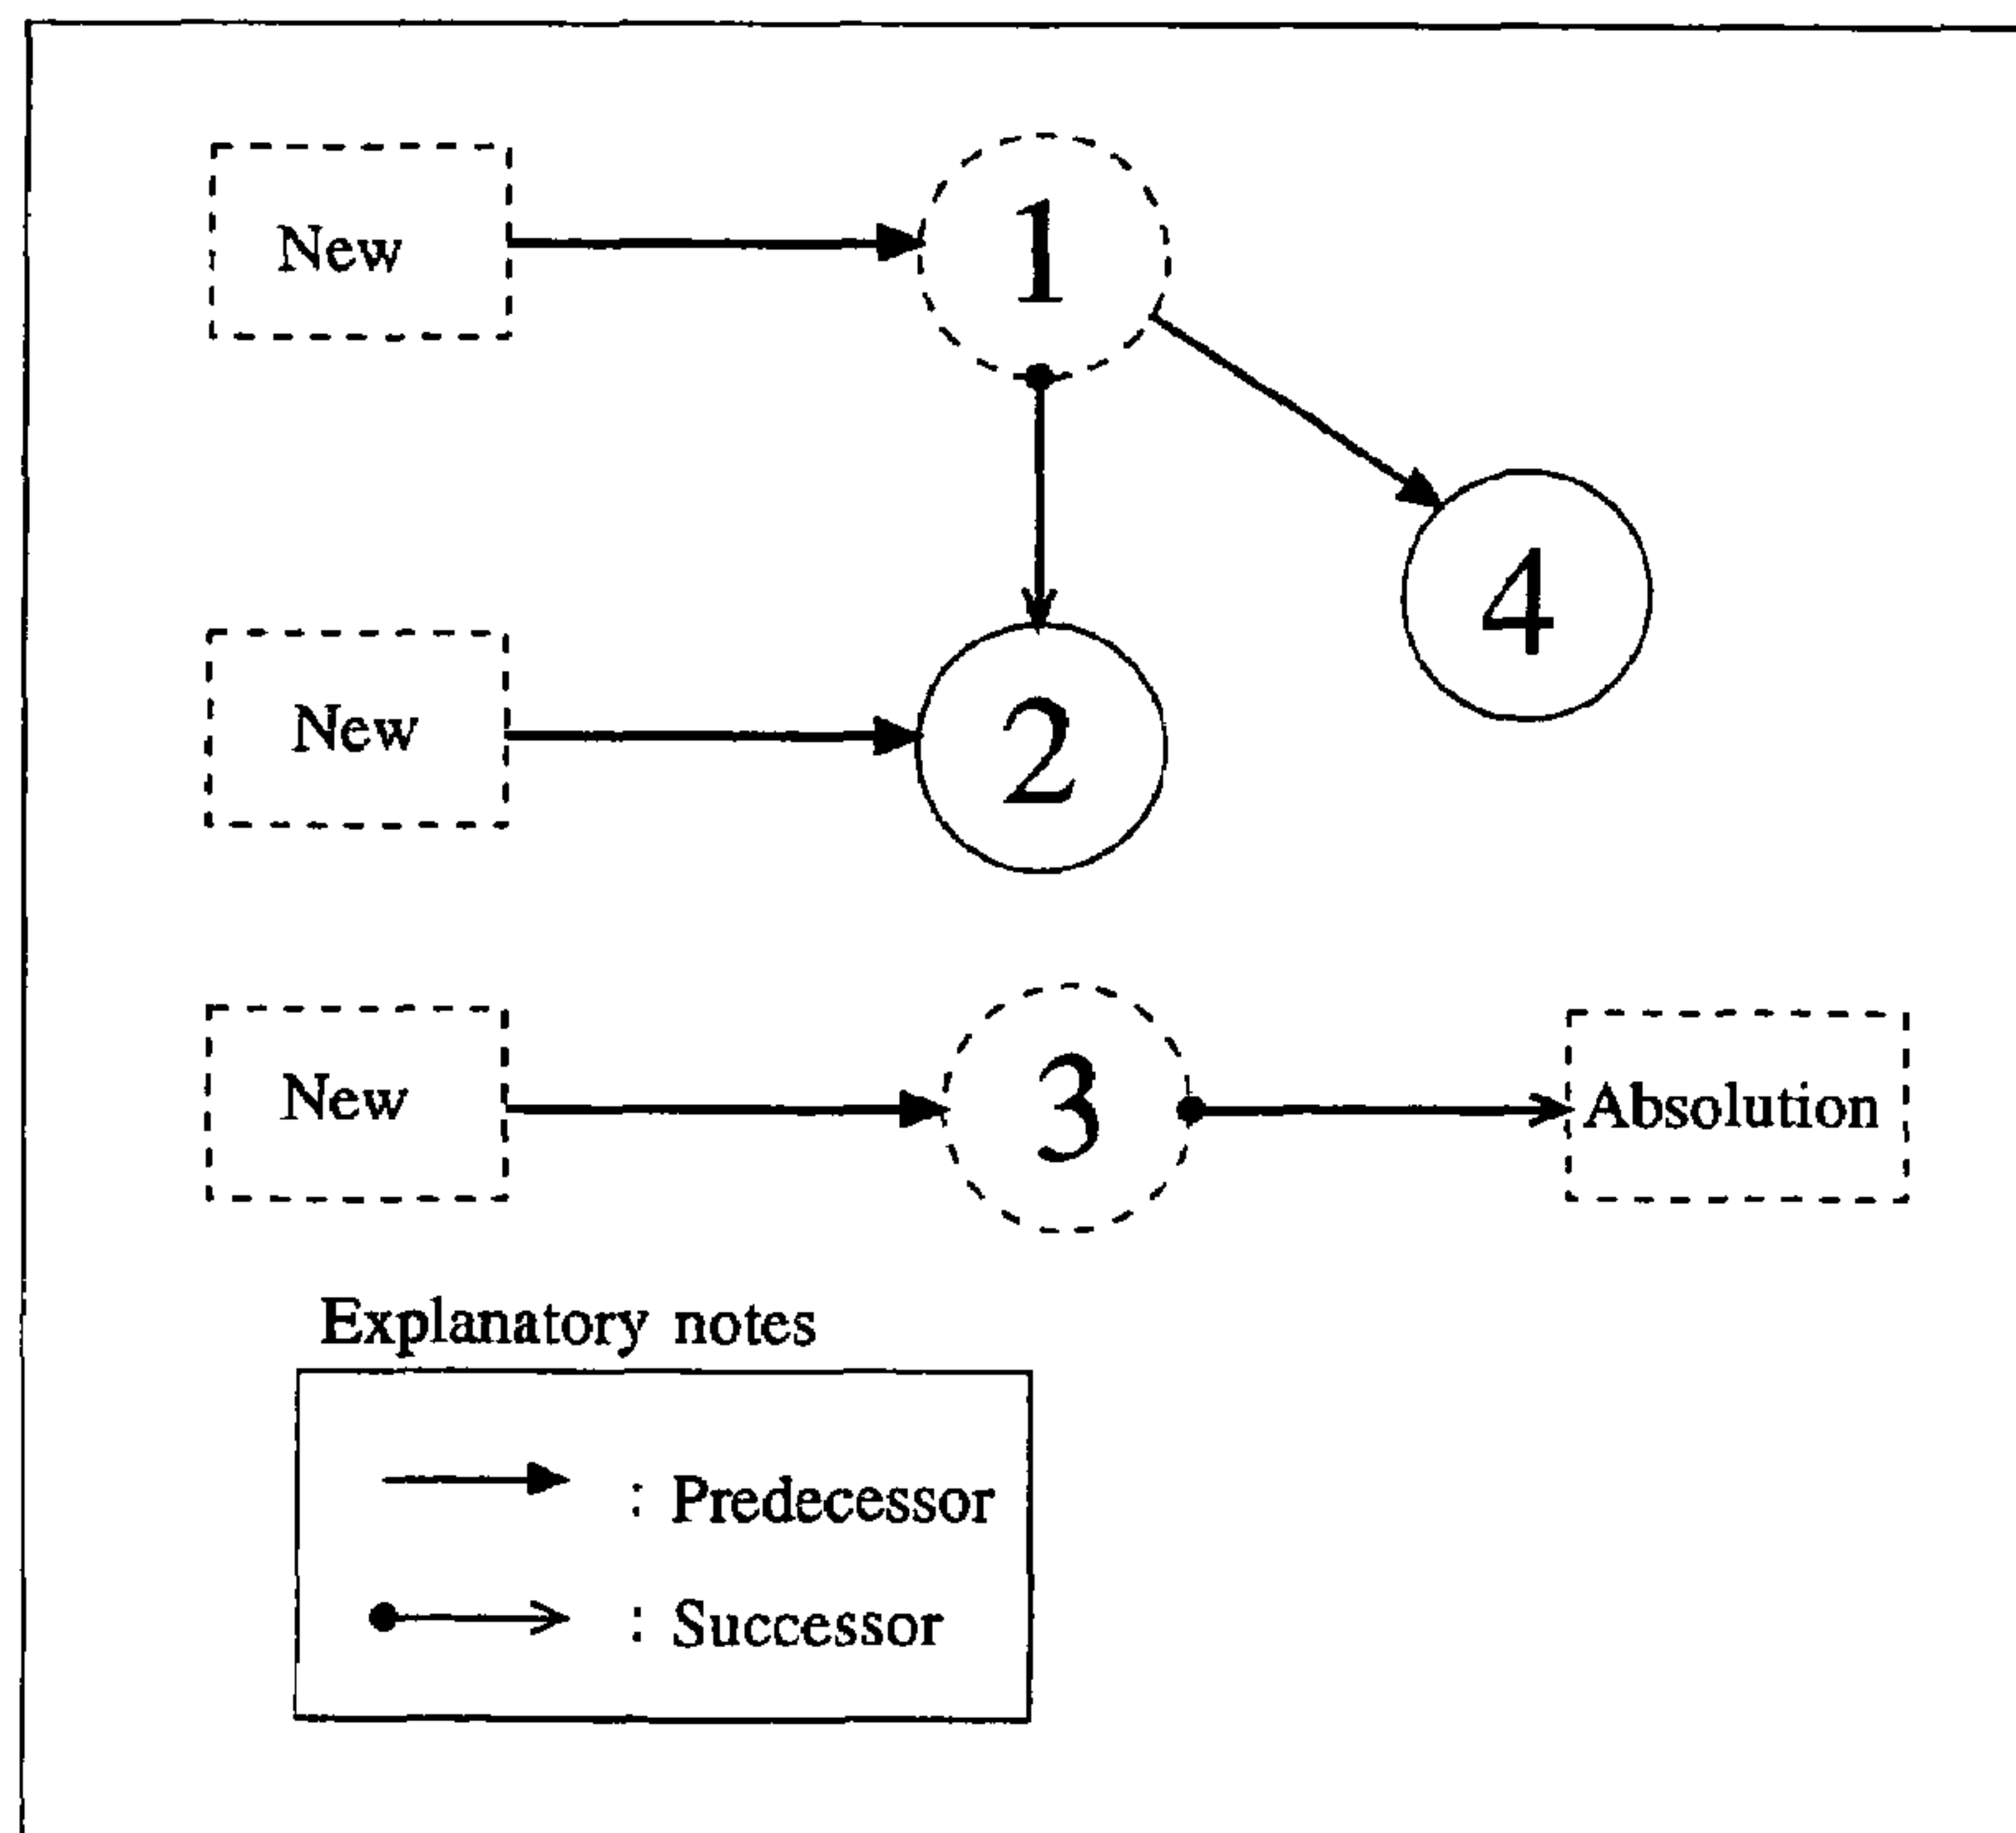 New
1
4
New
2
New
3
Absolution
Explanatory notes
: Predecessor
: Successor